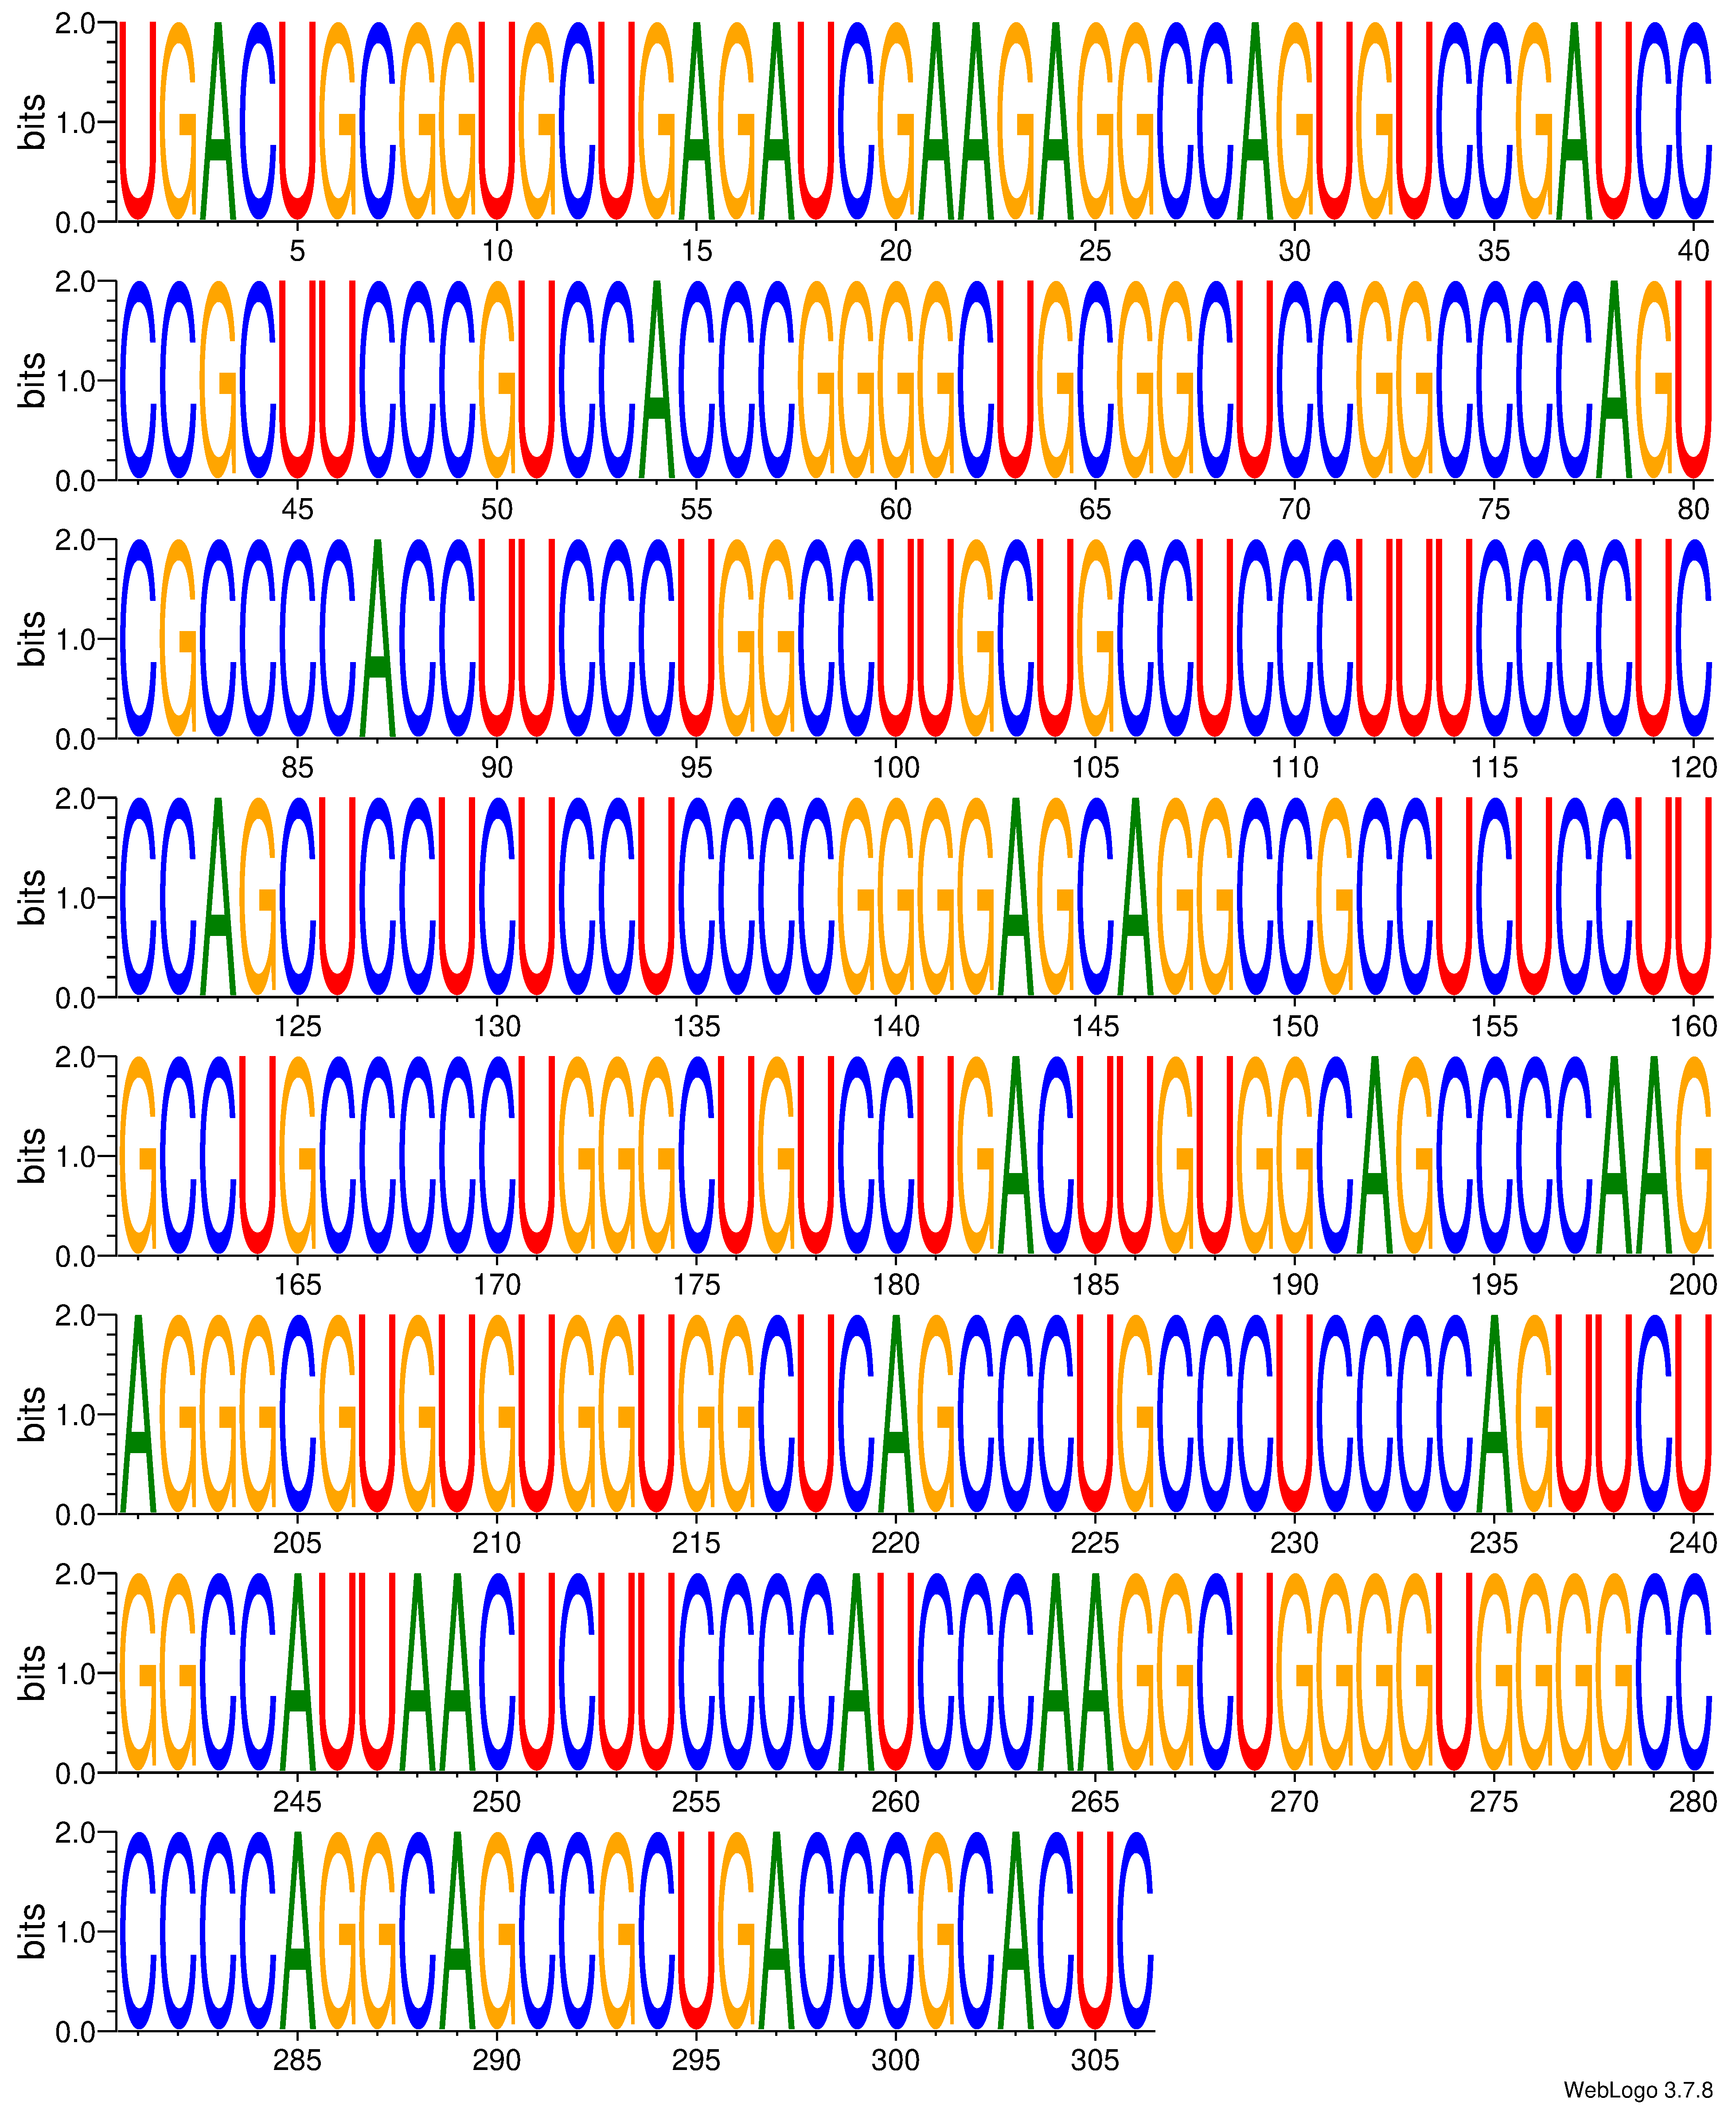 2.0 1.0 0.0 bits UGACUGCGGUGCUGAGAUCGAAGAGGCCAGUGUCCGAUCC
5 10 15 20 25 30 35 40
2.0 1.0 0.0 bits CCGCUUCCCGUCCACCCGGGGCUGCGGCUCCGGCCCCAGU
45 50 55 60 65 70 75 80
2.0 1.0 0.0 bits CGCCCCACCUUCCCUGGCCUUGCUGCCUCCCUUUCCCCUC
85 90 95 100 105 110 115 120
2.0 1.0 0.0 bits CCAGCUCCUCUCCUCCCCGGGGAGCAGGCCGCCUCUCCUU
125 130 135 140 145 150 155 160
2.0 1.0 0.0 bits GCCUGCCCCCUGGGCUGUCCUGACUUGUGGCAGCCCCAAG
165 170 175 180 185 190 195 200
2.0 1.0 0.0 bits AGGGCGUGUGUGGUGGCUCAGCCCUGCCCUCCCCAGUUCU
205 210 215 220 225 230 235 240
2.0 1.0 0.0 bits GGCCAUUAACUCUUCCCCAUCCCAAGGCUGGGGUGGGGCC
245 250 255 260 265 270 275 280
2.0 1.0 0.0 bits CCCCAGGCAGCCGCUGACCCGCACUC
285 290 295 300 305
WebLogo 3.7.8